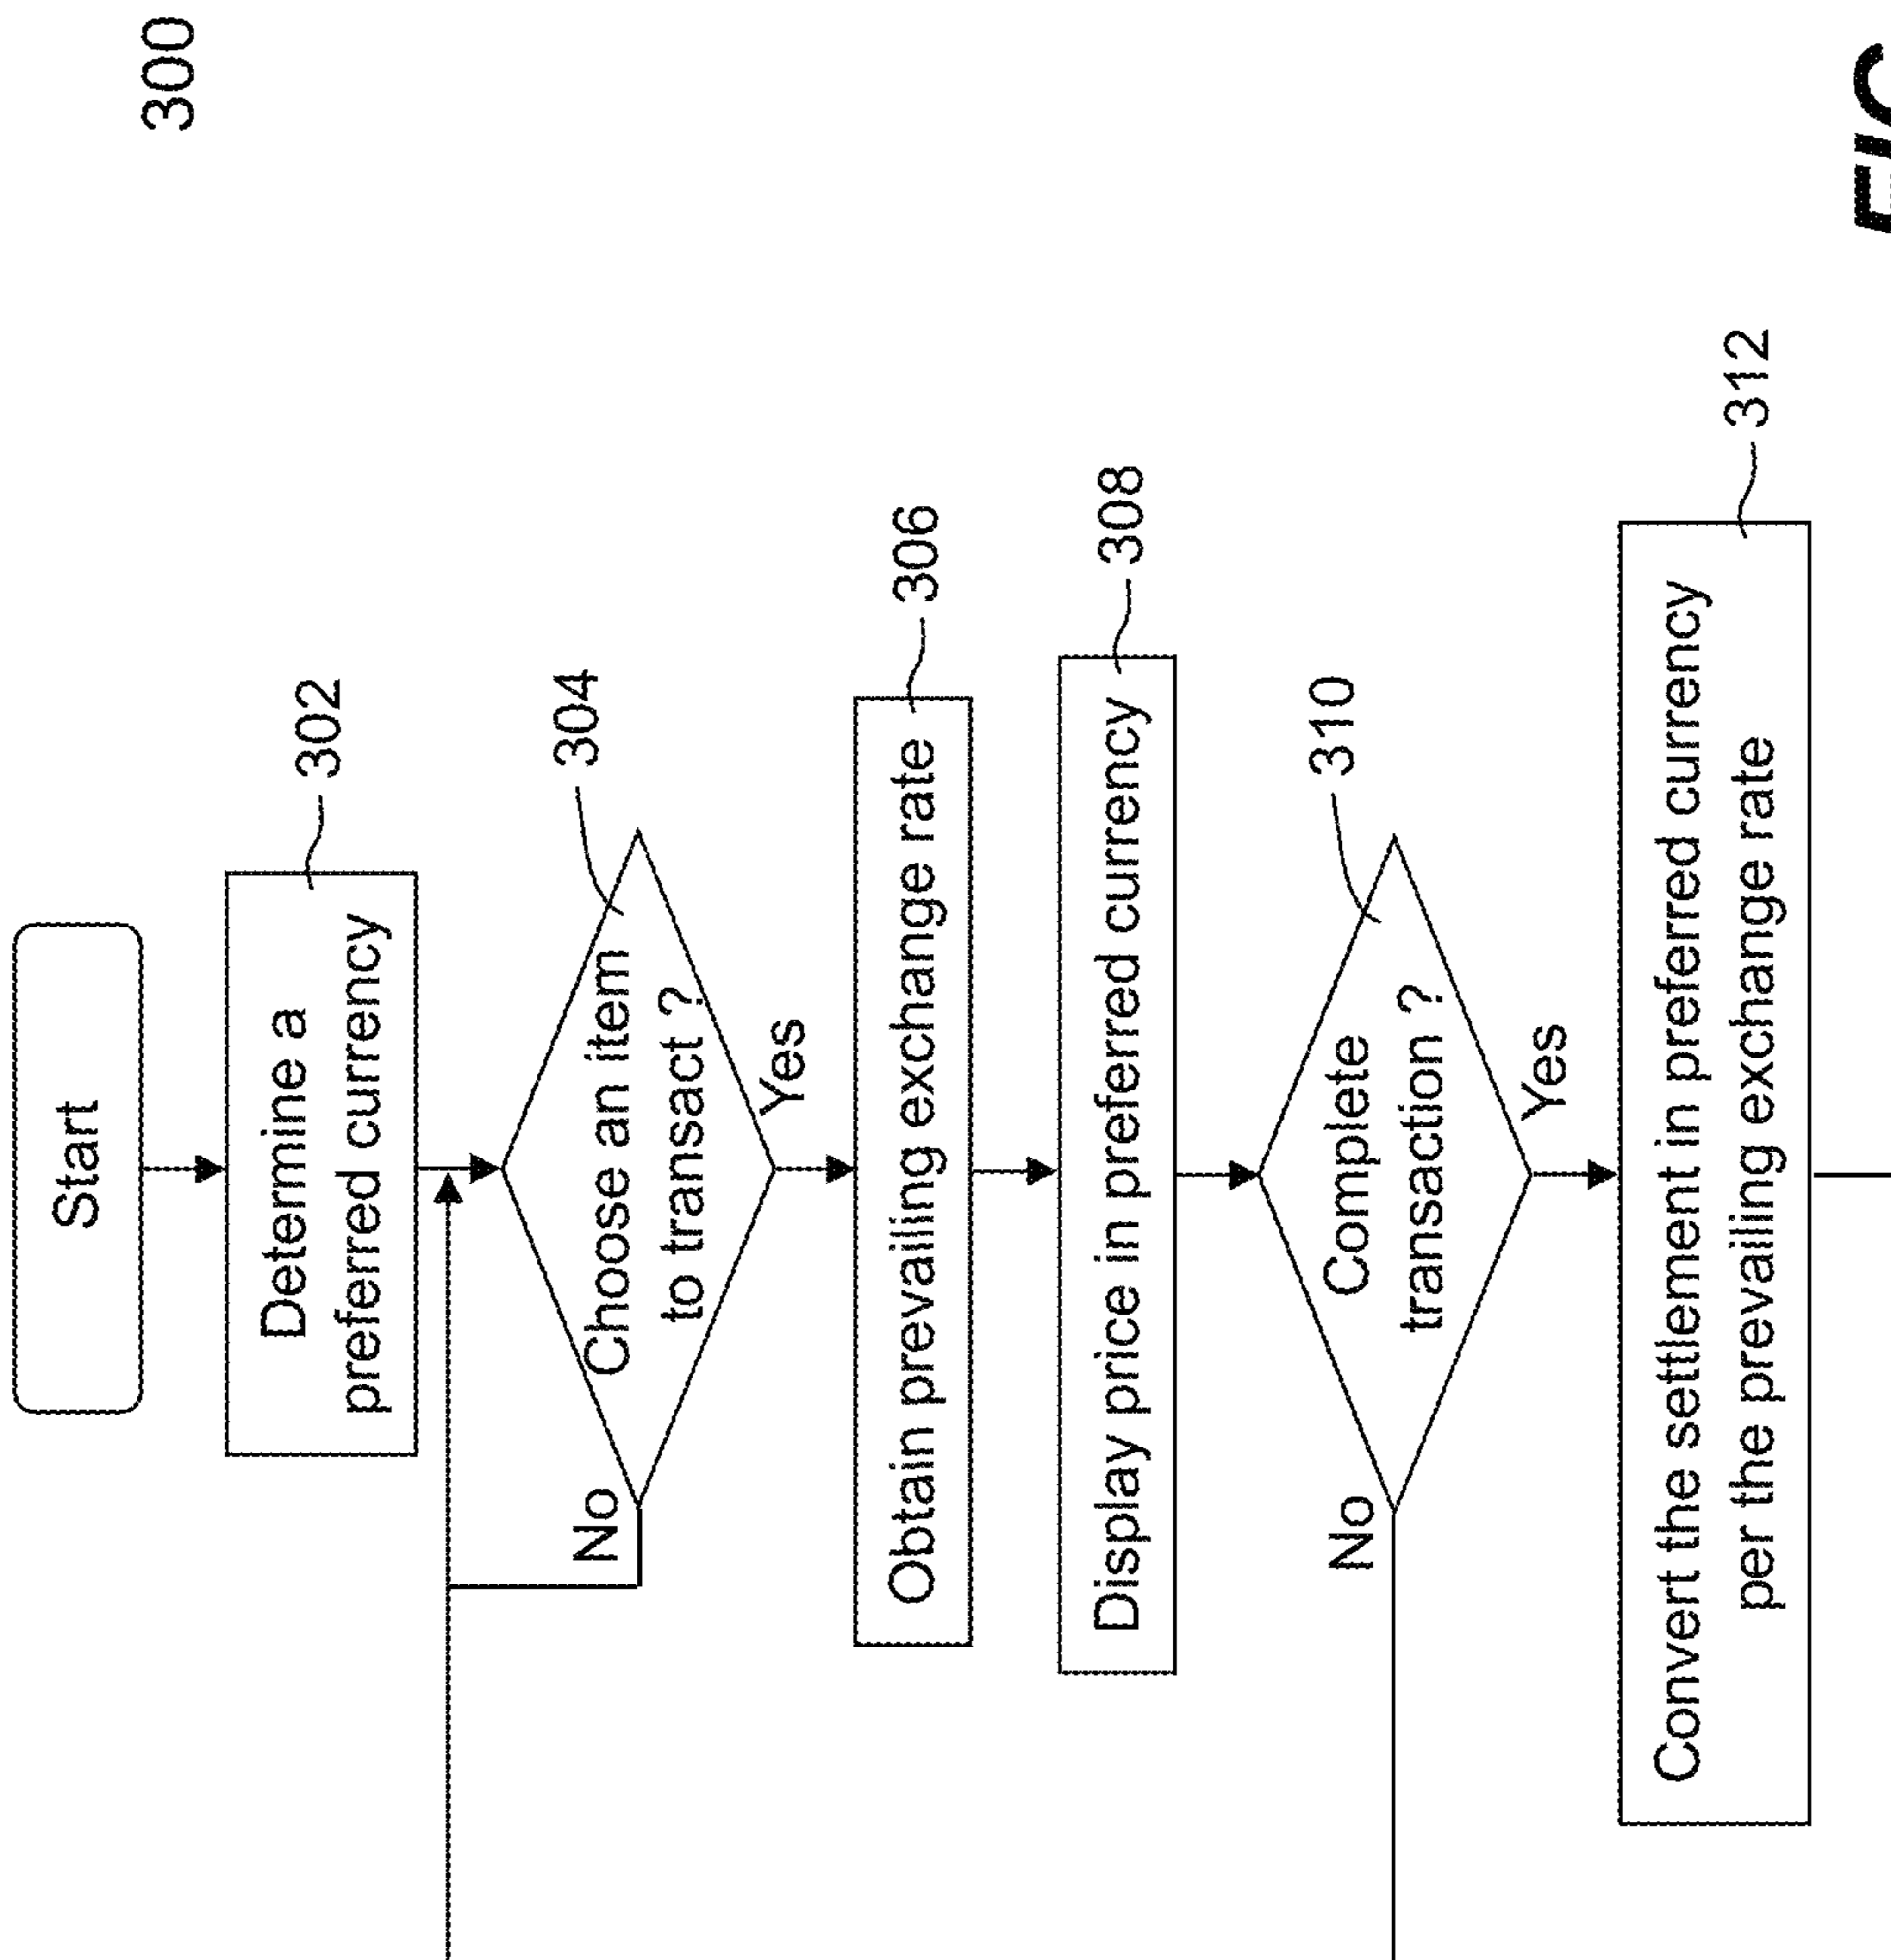 300
Start
Determine a
preferred currency
302
Choose an item
to transact ?
304
No
Yes
Obtain prevailing exchange rate
306
Display price in preferred currency
308
Complete
transaction ?
310
No
Yes
Convert the settlement in preferred currency
per the prevailing exchange rate
312